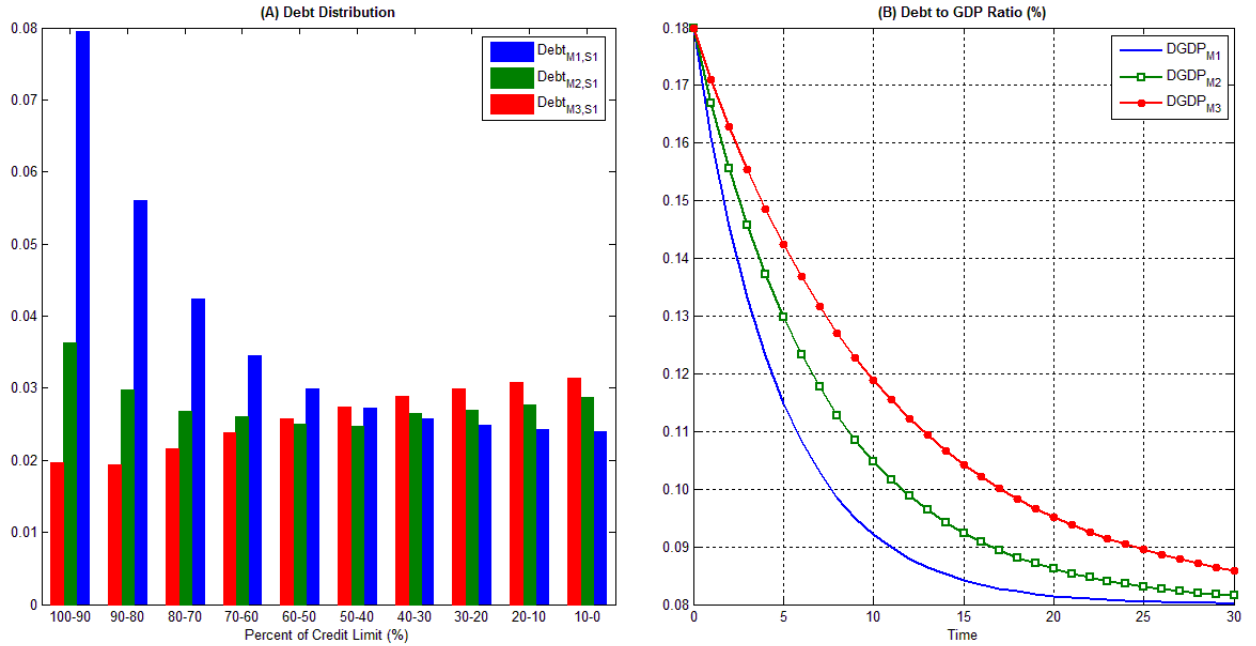 (A) Debt Distribution
0.08
0.07
0.06
0.05
0.04
0.03
0.02
0.01
0
Debt_M1,S1
Debt_M2,S1
Debt_M3,S1
100-90 90-80 80-70 70-60 60-50 50-40 40-30 30-20 20-10 10-0
Percent of Credit Limit (%)
(B) Debt to GDP Ratio (%)
0.18
0.17
0.16
0.15
0.14
0.13
0.12
0.11
0.10
0.09
0.08
DGDP_M1
DGDP_M2
DGDP_M3
0 5 10 15 20 25 30
Time